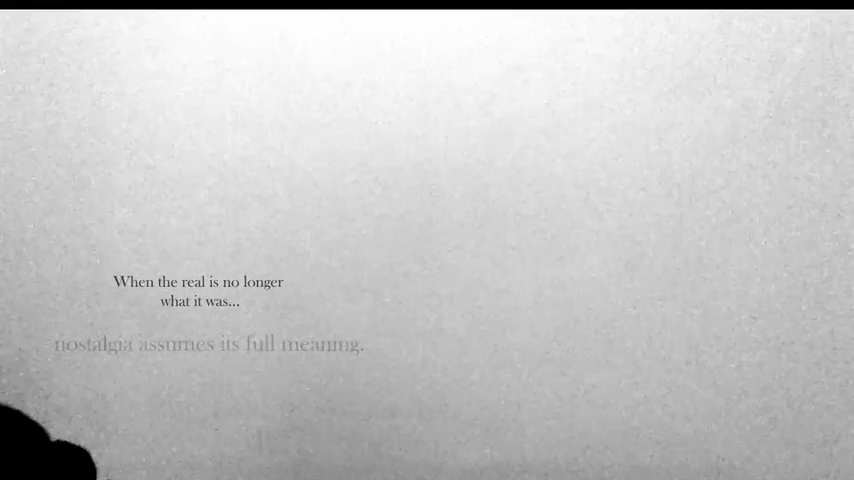 When the real is no longer
what it was...
nostalgia assumes its full meaning.